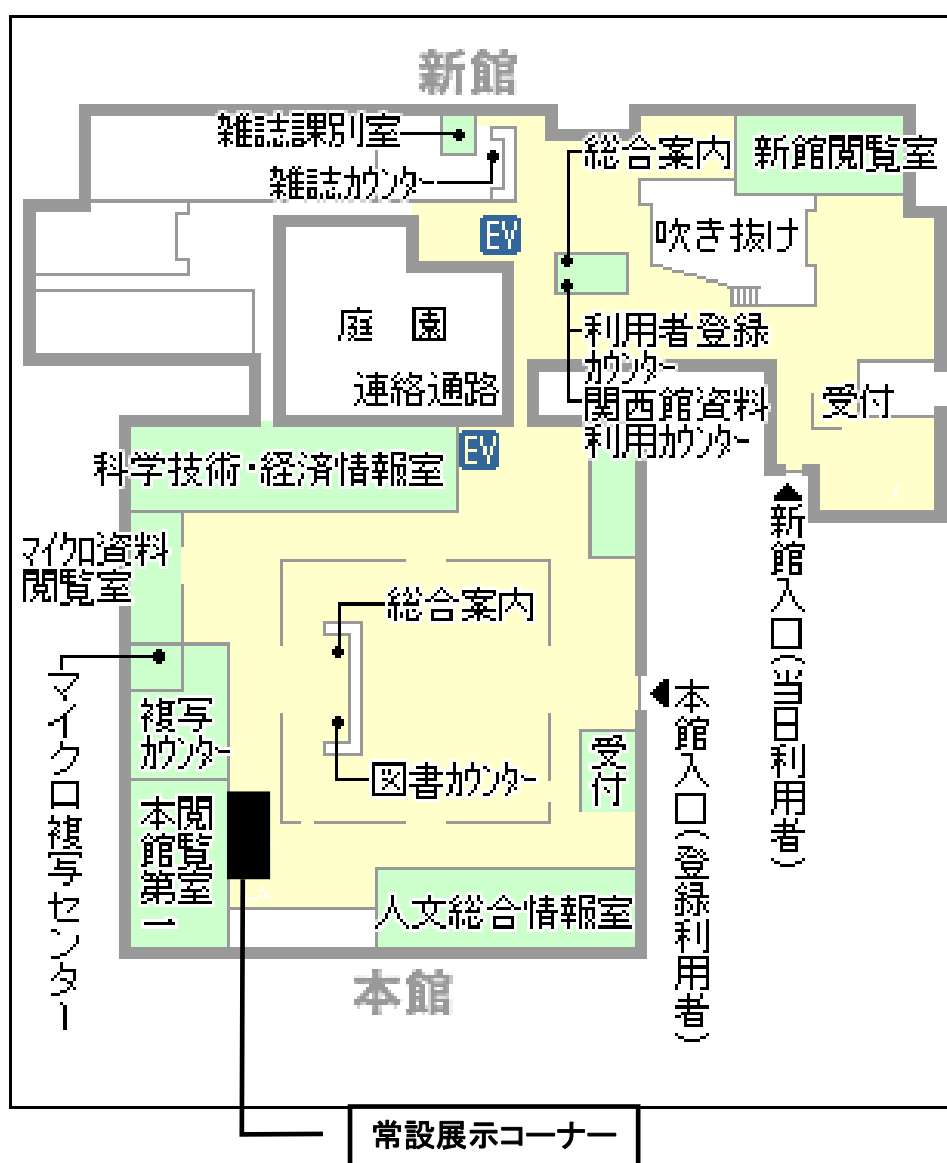 新館
雑誌課別室
雑誌カウンター
総合案内
新館閲覧室
EV
吹き抜け
庭園
連絡通路
利用者登録
カウンター
関西館資料
利用カウンター
受付
EV
科学技術・経済情報室
マイクロ資料
閲覧室
総合案内
新館入口(当日利用者)
マイクロ複写センター
複写
カウンター
図書カウンター
受付
本館入口(登録利用者)
本館第一
閲覧室
人文総合情報室
本館
常設展示コーナー